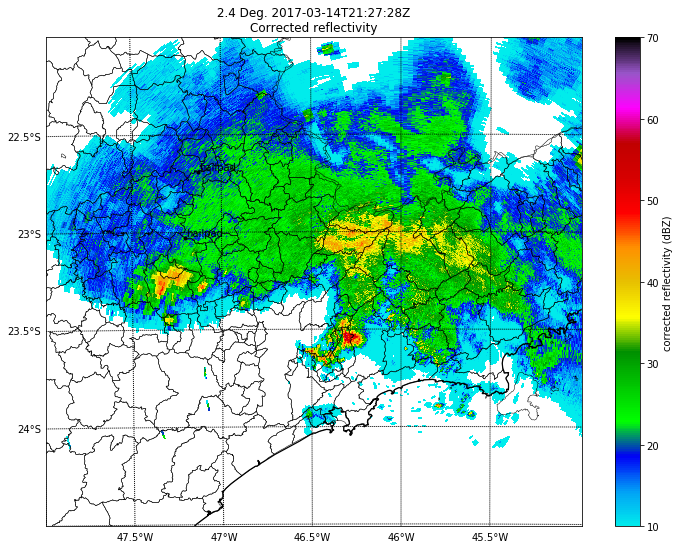 2.4 Deg. 2017-03-14T21:27:28Z
Corrected reflectivity
22.5°S
23°S
23.5°S
24°S
47.5°W
47°W
46.5°W
46°W
45.5°W
70
60
50
40
30
20
10
corrected reflectivity (dBZ)